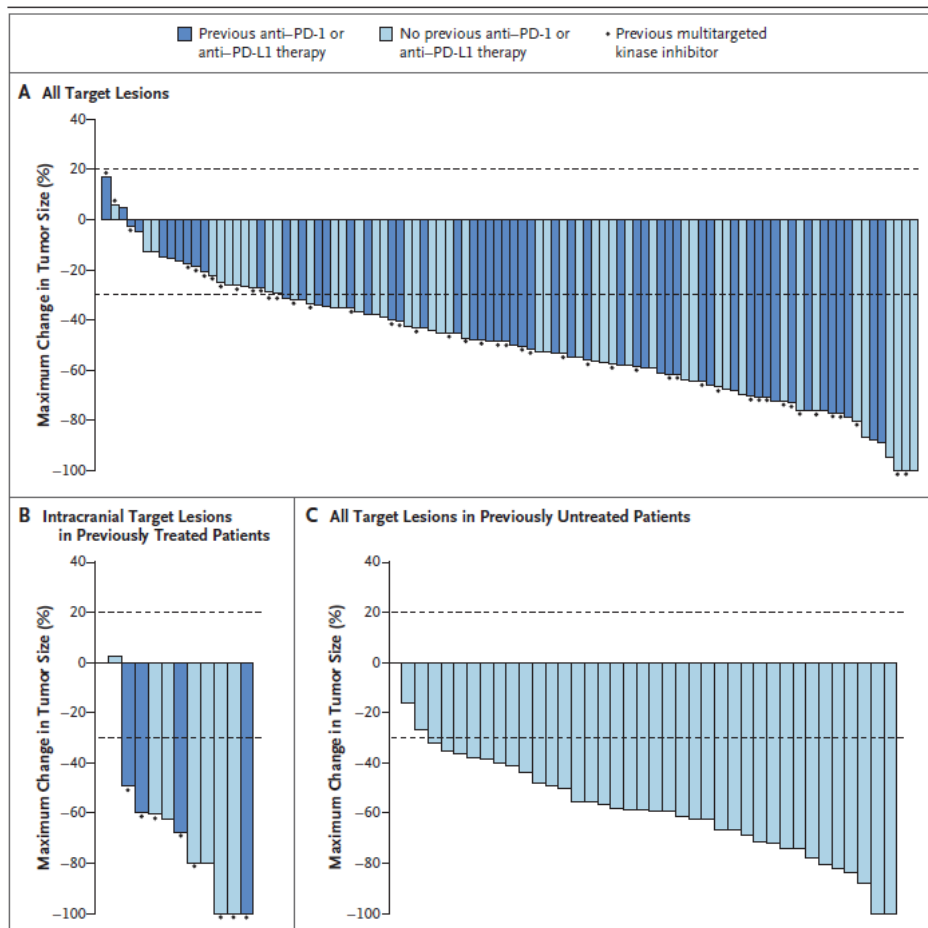 Previous anti–PD-1 or
anti–PD-L1 therapy
No previous anti–PD-1 or
anti–PD-L1 therapy
• Previous multitargeted
kinase inhibitor
A All Target Lesions
Maximum Change in Tumor Size (%)
40
20
0
−20
−40
−60
−80
−100
B Intracranial Target Lesions
in Previously Treated Patients
Maximum Change in Tumor Size (%)
40
20
0
−20
−40
−60
−80
−100
C All Target Lesions in Previously Untreated Patients
Maximum Change in Tumor Size (%)
40
20
0
−20
−40
−60
−80
−100